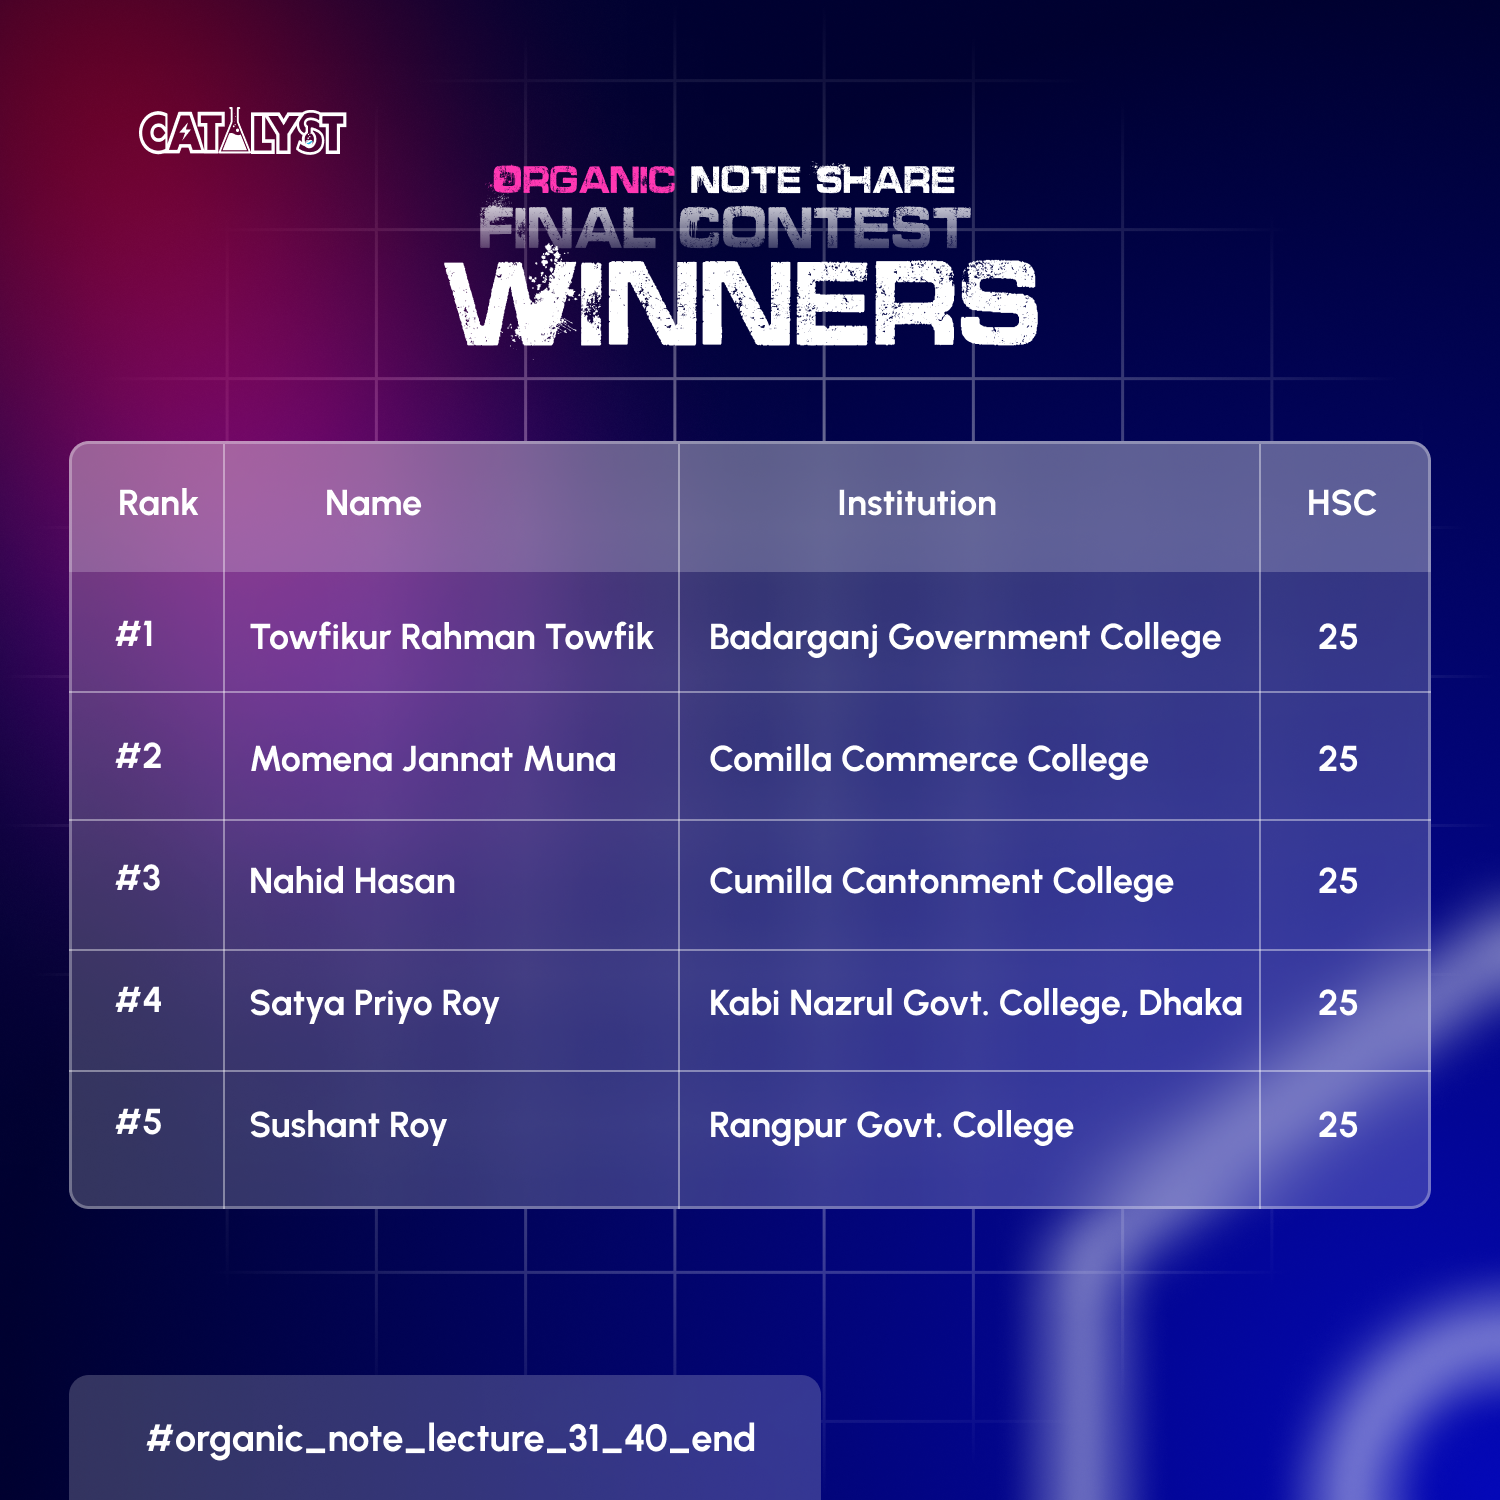 CATALYST
ORGANIC NOTE SHARE
FINAL CONTEST
WINNERS
Rank Name Institution HSC
#1 Towfikur Rahman Towfik Badarganj Government College 25
#2 Momena Jannat Muna Comilla Commerce College 25
#3 Nahid Hasan Cumilla Cantonment College 25
#4 Satya Priyo Roy Kabi Nazrul Govt. College, Dhaka 25
#5 Sushant Roy Rangpur Govt. College 25
#organic_note_lecture_31_40_end